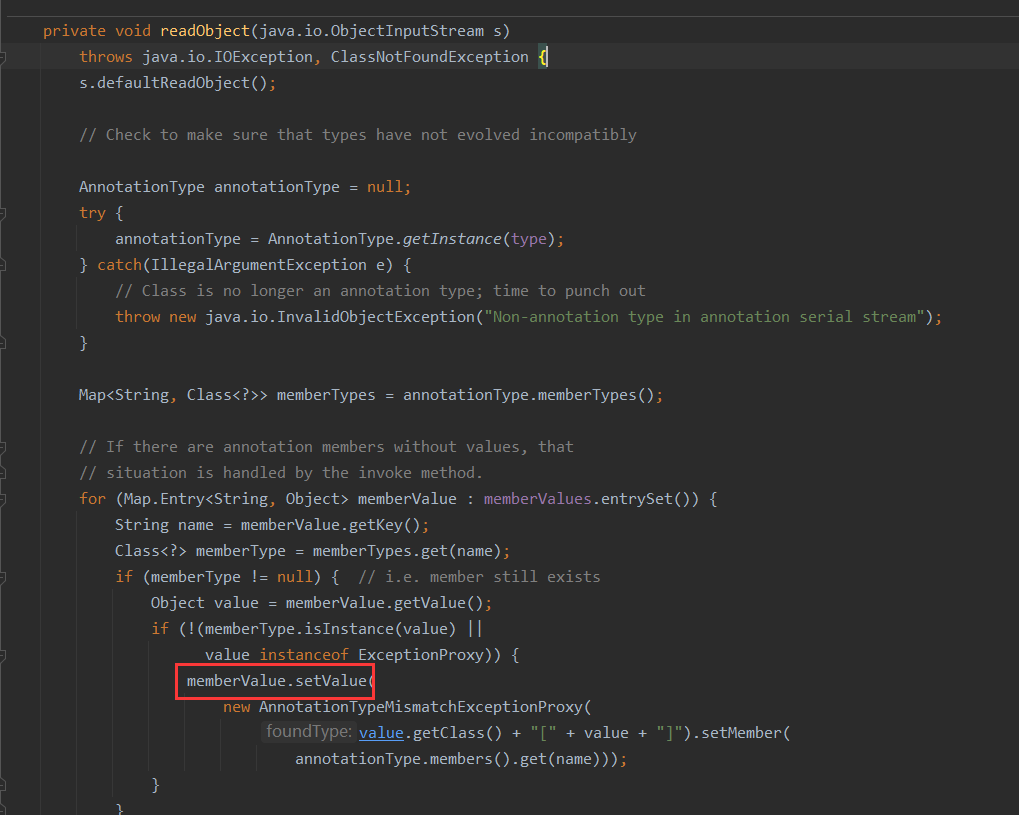 private void readObject(java.io.ObjectInputStream s)
throws java.io.IOException, ClassNotFoundException {
s.defaultReadObject();
// Check to make sure that types have not evolved incompatibly
AnnotationType annotationType = null;
try {
annotationType = AnnotationType.getInstance(type);
} catch(IllegalArgumentException e) {
// Class is no longer an annotation type; time to punch out
throw new java.io.InvalidObjectException("Non-annotation type in annotation serial stream");
}
Map<String, Class<?>> memberTypes = annotationType.memberTypes();
// If there are annotation members without values, that
// situation is handled by the invoke method.
for (Map.Entry<String, Object> memberValue : memberValues.entrySet()) {
String name = memberValue.getKey();
Class<?> memberType = memberTypes.get(name);
if (memberType != null) {  // i.e. member still exists
Object value = memberValue.getValue();
if (!(memberType.isInstance(value) ||
value instanceof ExceptionProxy)) {
memberValue.setValue(
new AnnotationTypeMismatchExceptionProxy(
foundType: value.getClass() + "[" + value + "]").setMember(
annotationType.members().get(name)));
}
}